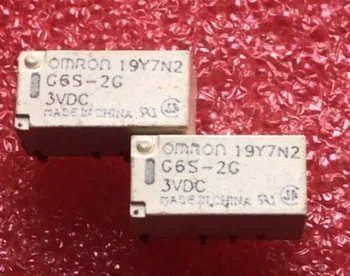 omron 19Y7N2
G6S-2G
3VDC
MADE IN CHINA
omron 19Y7N2
G6S-2G
3VDC
MADE IN CHINA